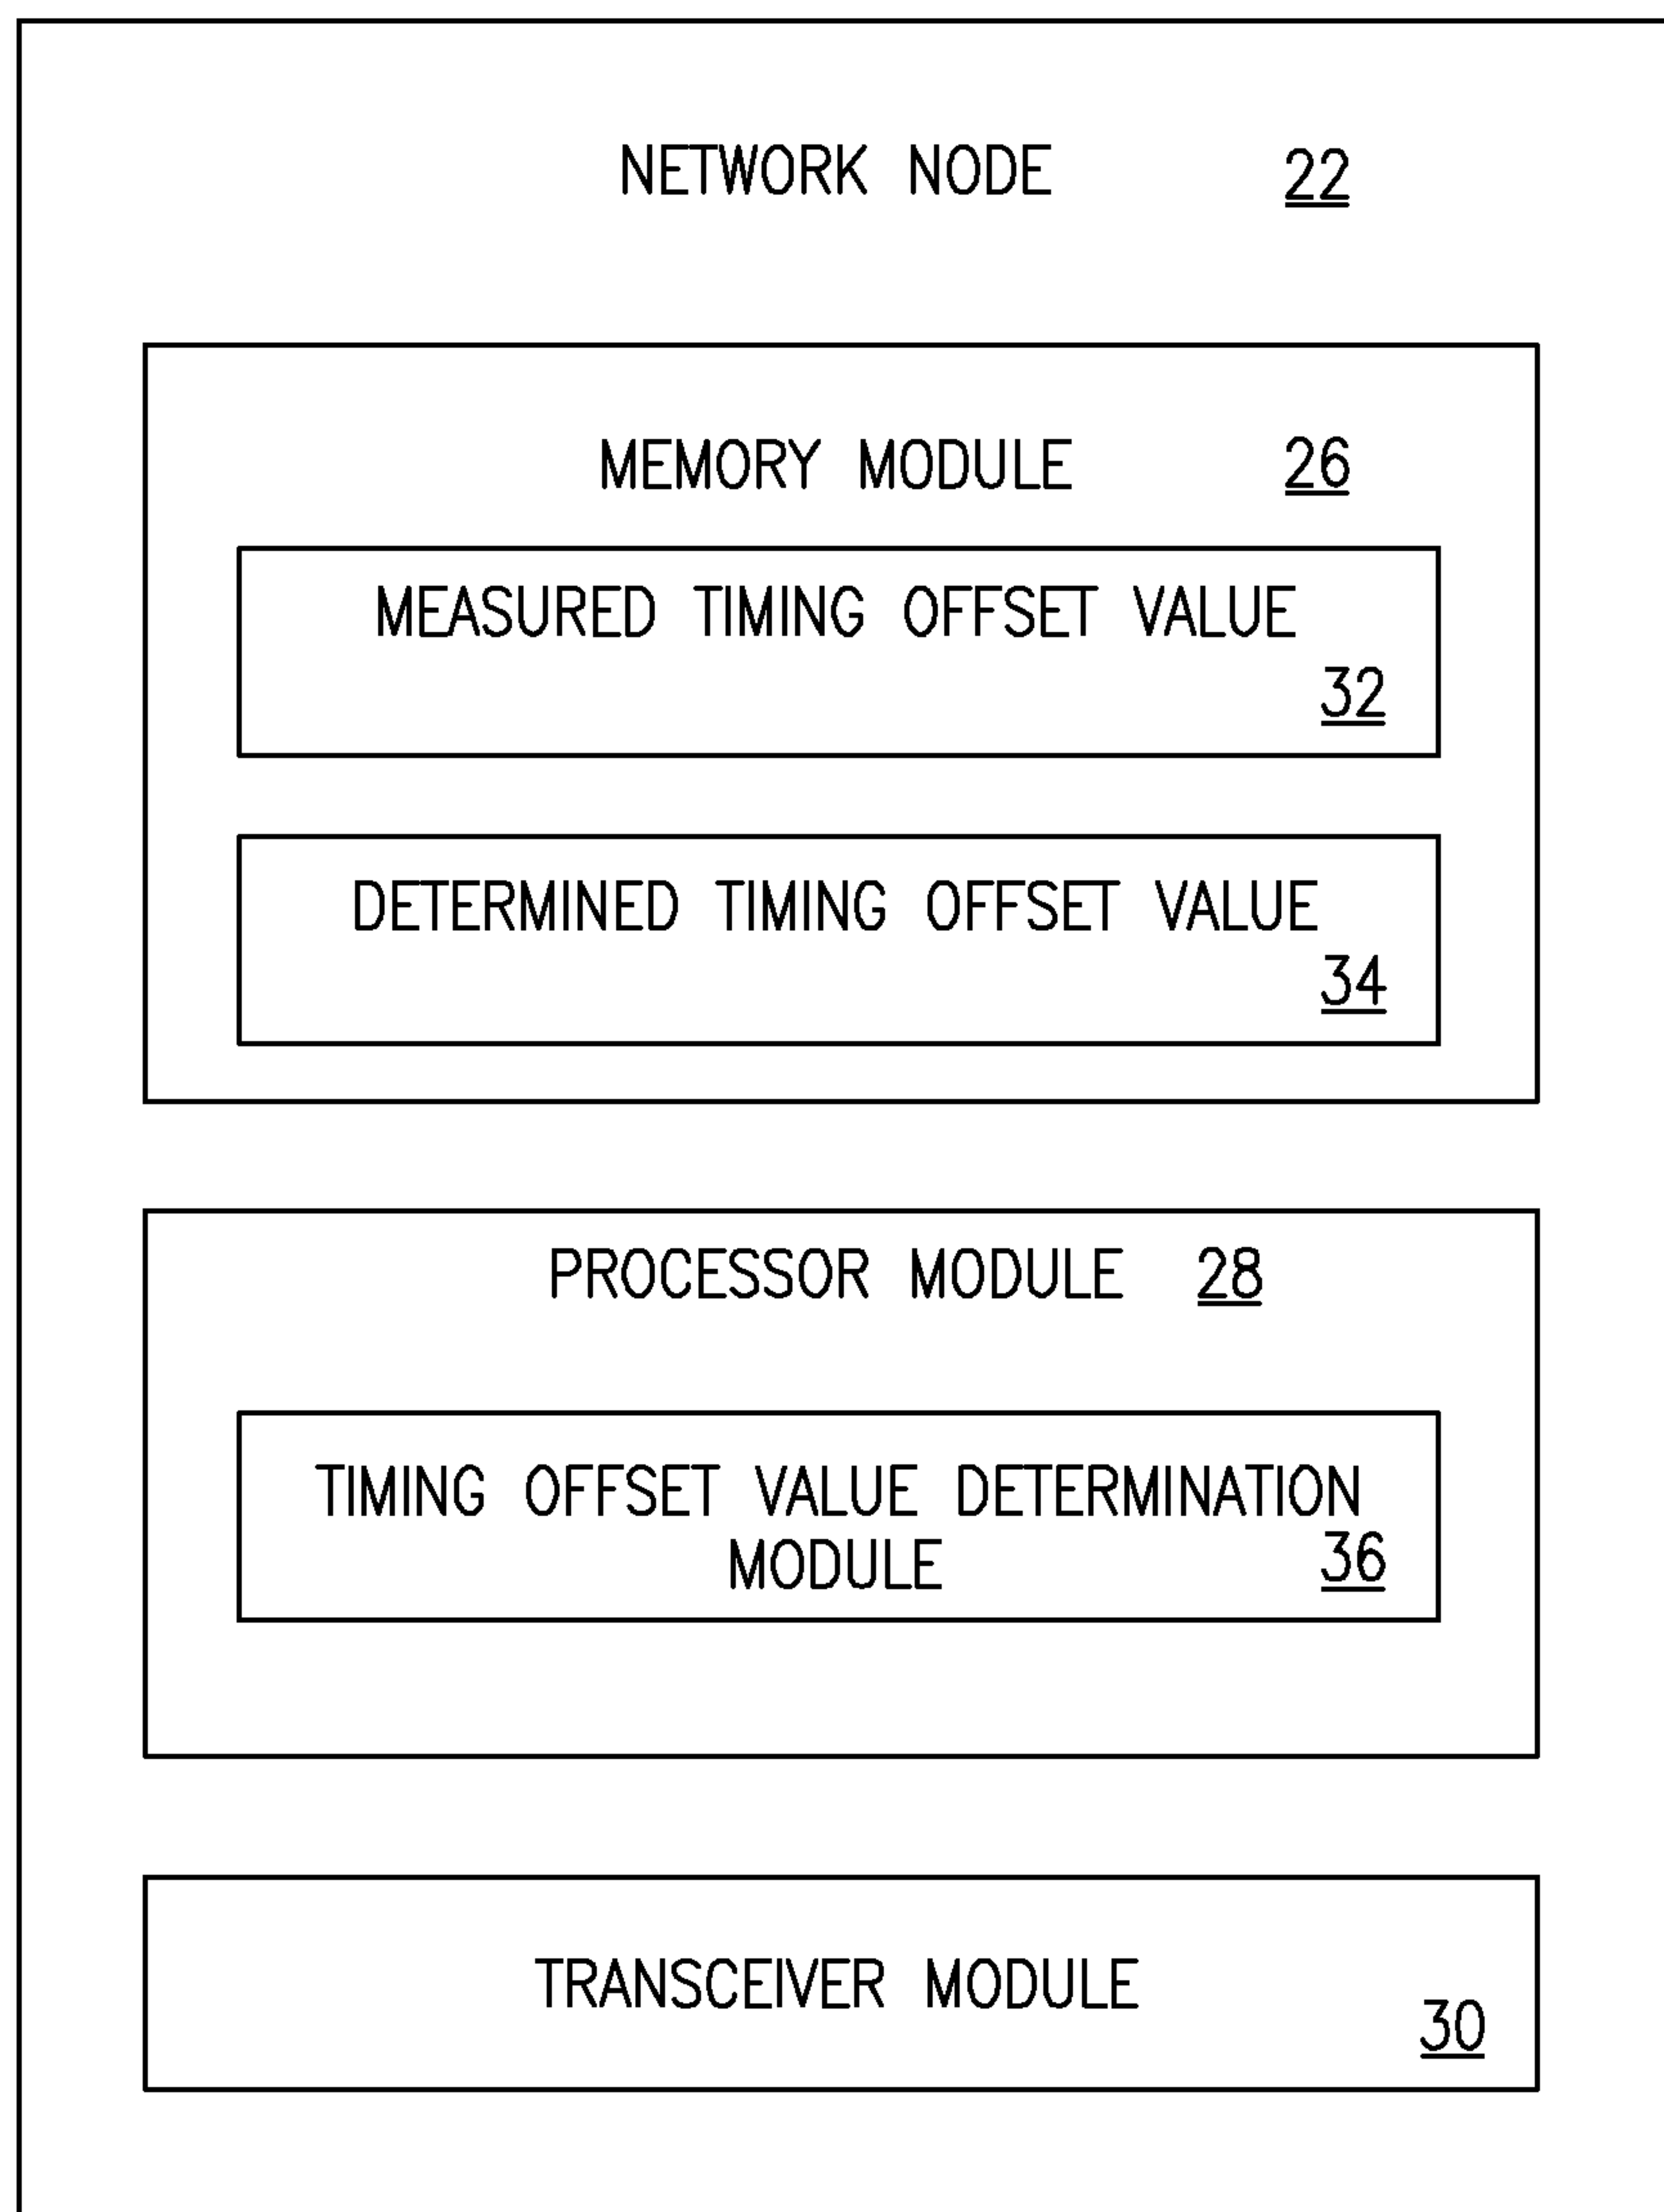 NETWORK NODE 22
MEMORY MODULE 26
MEASURED TIMING OFFSET VALUE
32
DETERMINED TIMING OFFSET VALUE
34
PROCESSOR MODULE 28
TIMING OFFSET VALUE DETERMINATION
MODULE 36
TRANSCEIVER MODULE
30